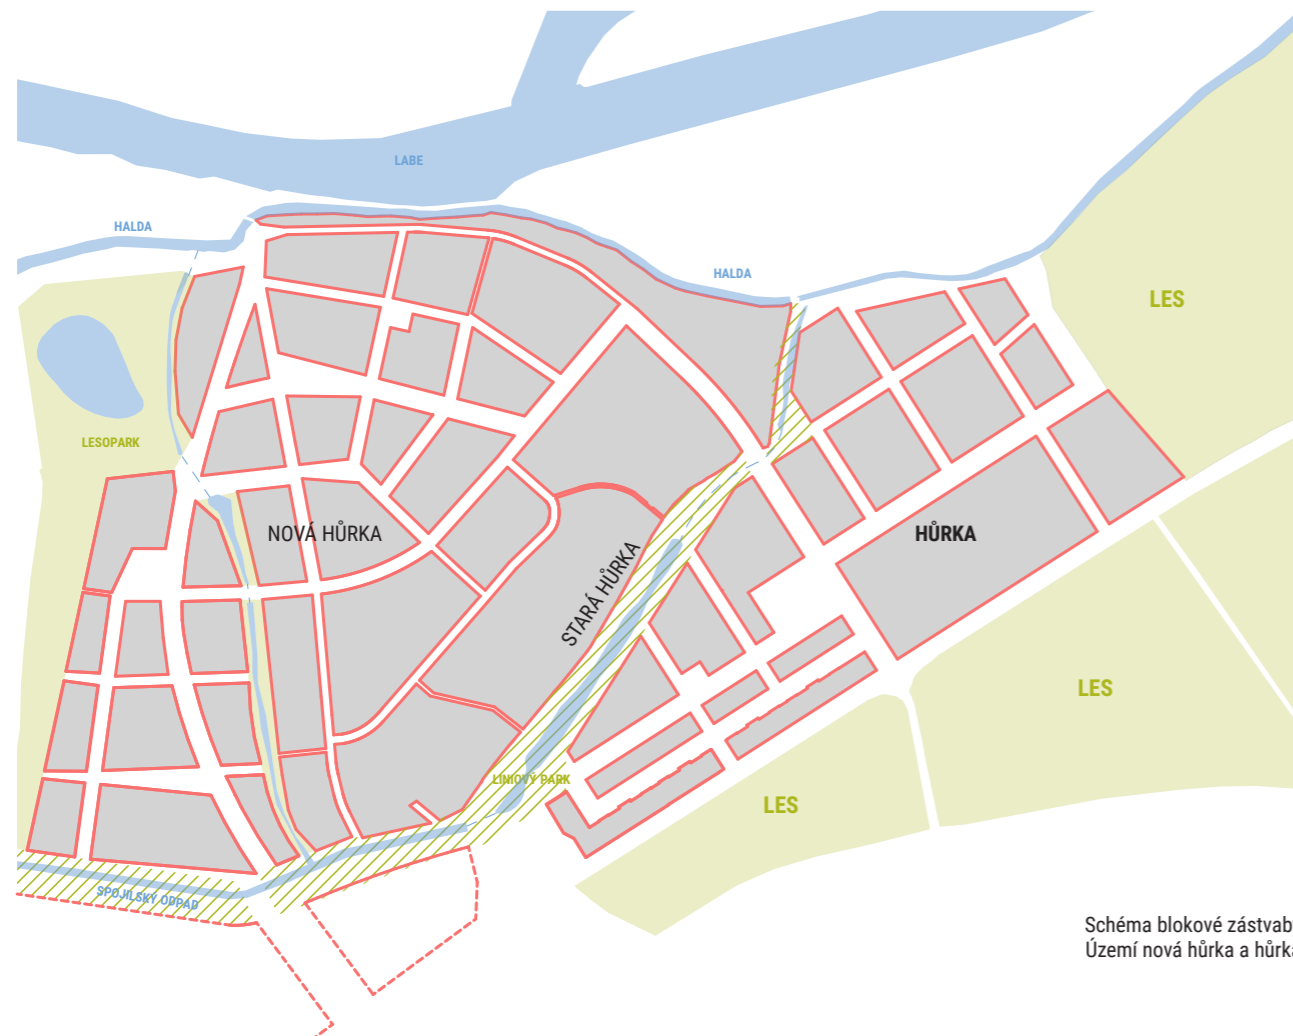 LABE
HALDA
HALDA
LES
LESOPARK
NOVÁ HŮRKA
HŮRKA
STARÁ HŮRKA
LES
LINIOVÝ PARK
LES
SPOJILSKÝ ODPAD
Schéma blokové zástvaby
Území nová hůrka a hůrka